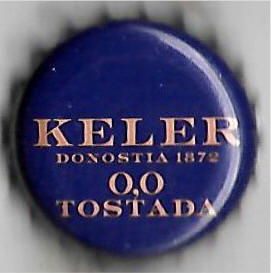 KELER
DONOSTIA 1872
0,0
TOSTADA